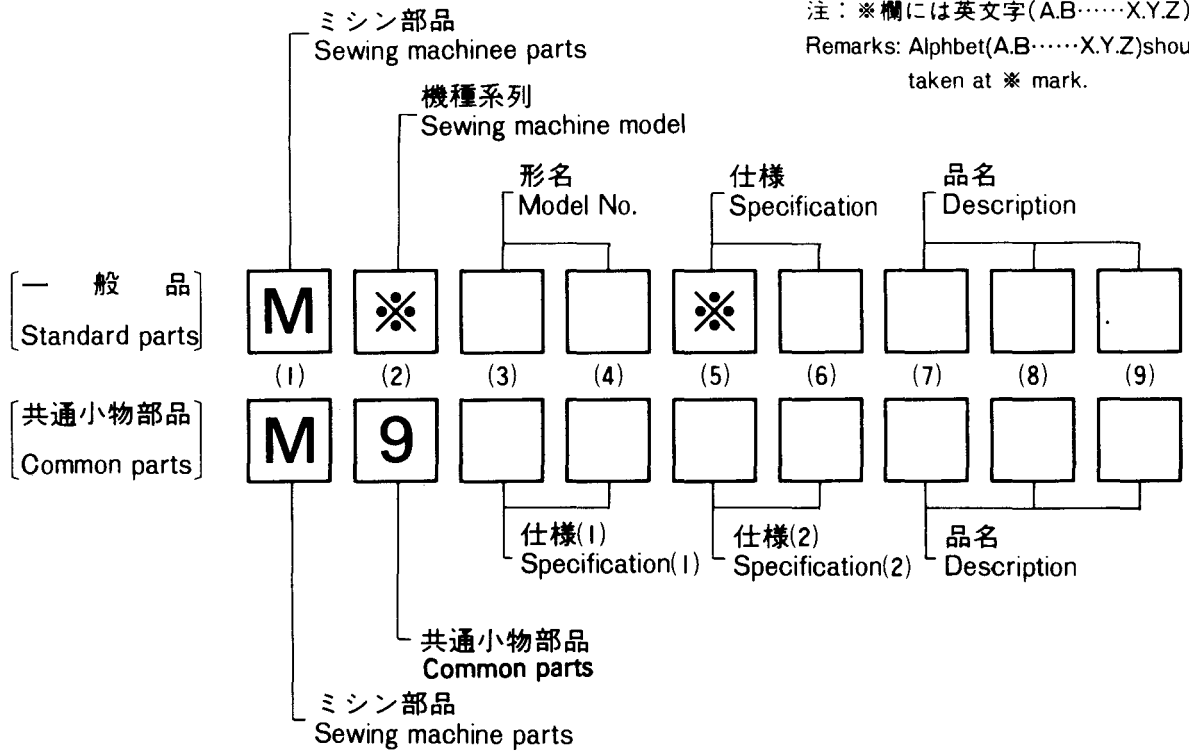 ミシン部品
Sewing machinee parts
注：※欄には英文字(A.B……X.Y.Z)
Remarks: Alphbet(A.B……X.Y.Z)shou
taken at ※ mark.
機種系列
Sewing machine model
形名
Model No.
仕様
Specification
品名
Description
[一般品]
Standard parts
M ※ ※
(1) (2) (3) (4) (5) (6) (7) (8) (9)
[共通小物部品]
Common parts
M 9
仕様(1)
Specification(1)
仕様(2)
Specification(2)
品名
Description
共通小物部品
Common parts
ミシン部品
Sewing machine parts